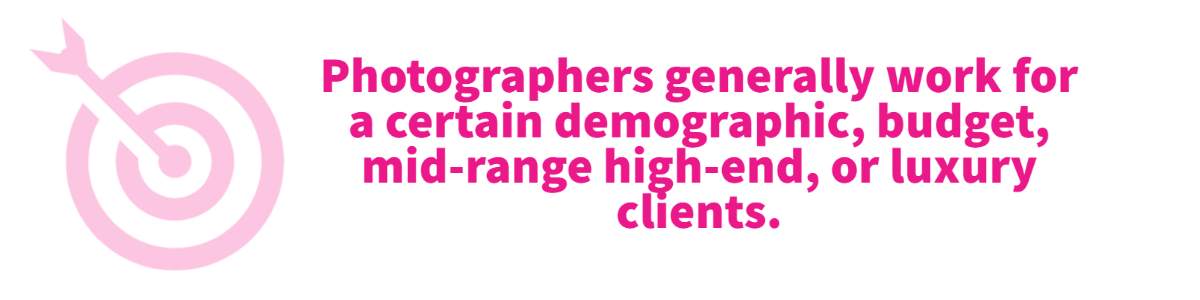 Photographers generally work for
a certain demographic, budget,
mid-range high-end, or luxury
clients.